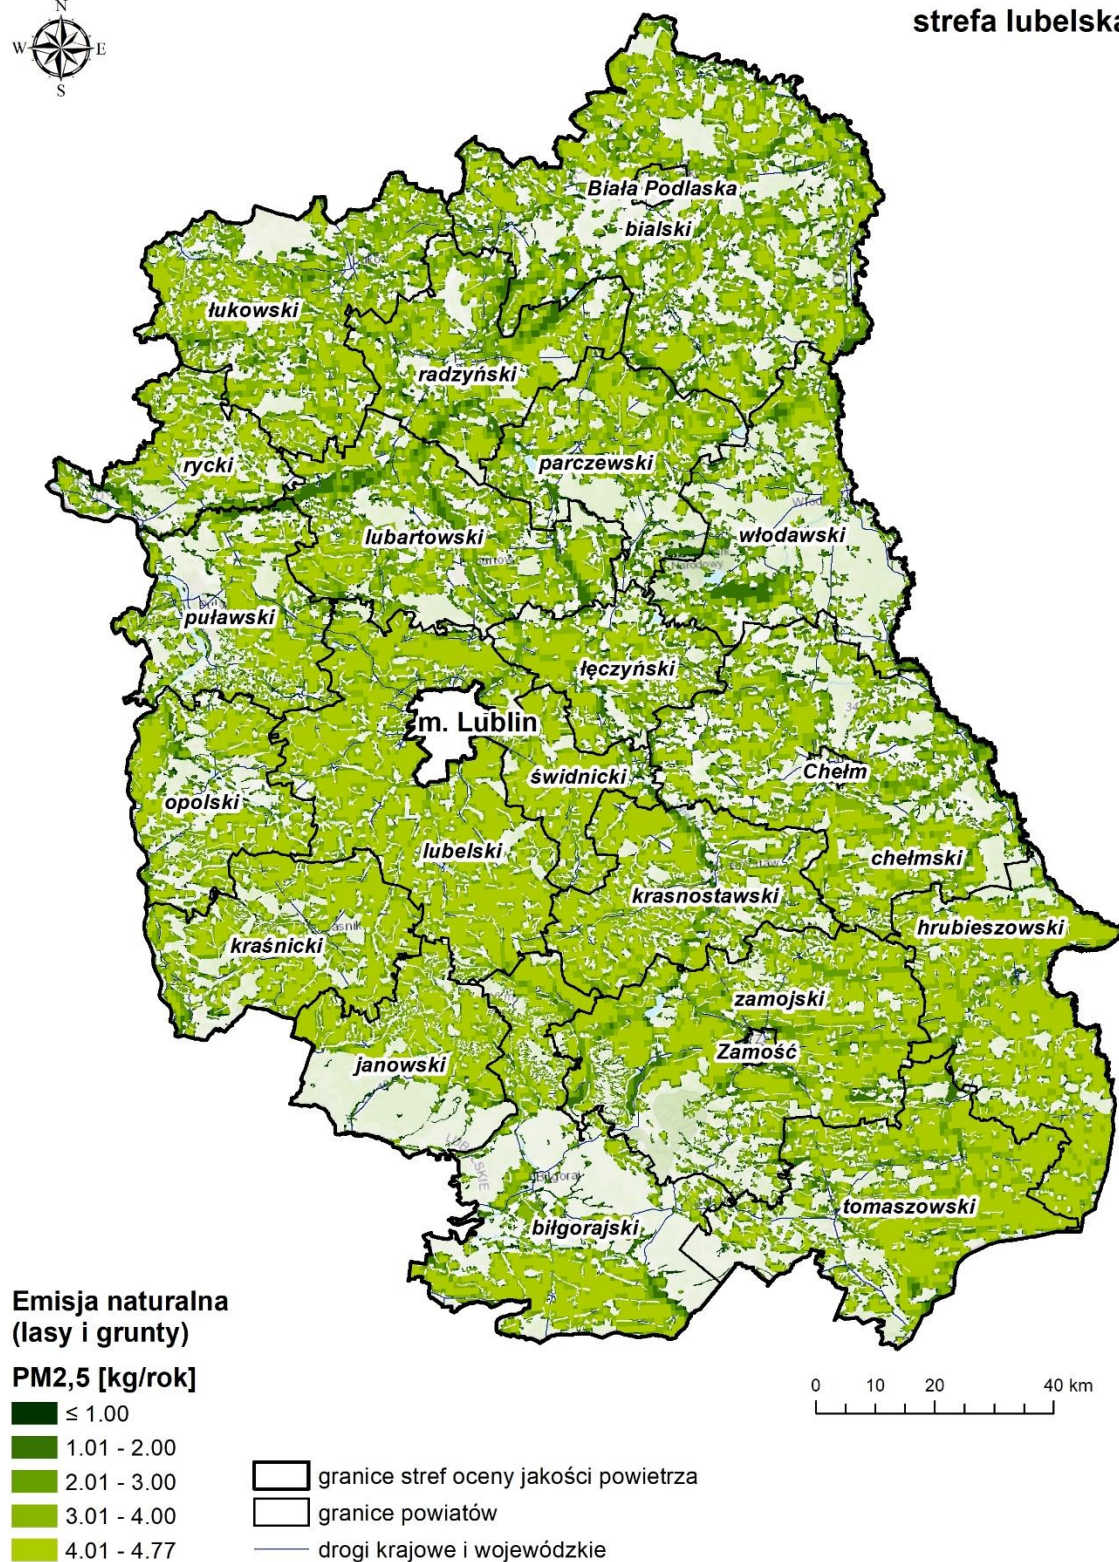 N
W E
S
strefa lubelska
Biała Podlaska
bialski
łukowski
radzyński
rycki
parczewski
lubartowski
włodawski
Narodowy
puławski
łęczyński
m. Lublin
świdnicki
Chełm
opolski
lubelski
chełmski
krasnostawski
hrubieszowski
kraśnicki
zamojski
Zamość
janowski
biłgorajski
tomaszowski
Emisja naturalna
(lasy i grunty)
PM2,5 [kg/rok]
≤ 1.00
1.01 - 2.00
2.01 - 3.00
3.01 - 4.00
4.01 - 4.77
0 10 20 40 km
granice stref oceny jakości powietrza
granice powiatów
drogi krajowe i wojewódzkie